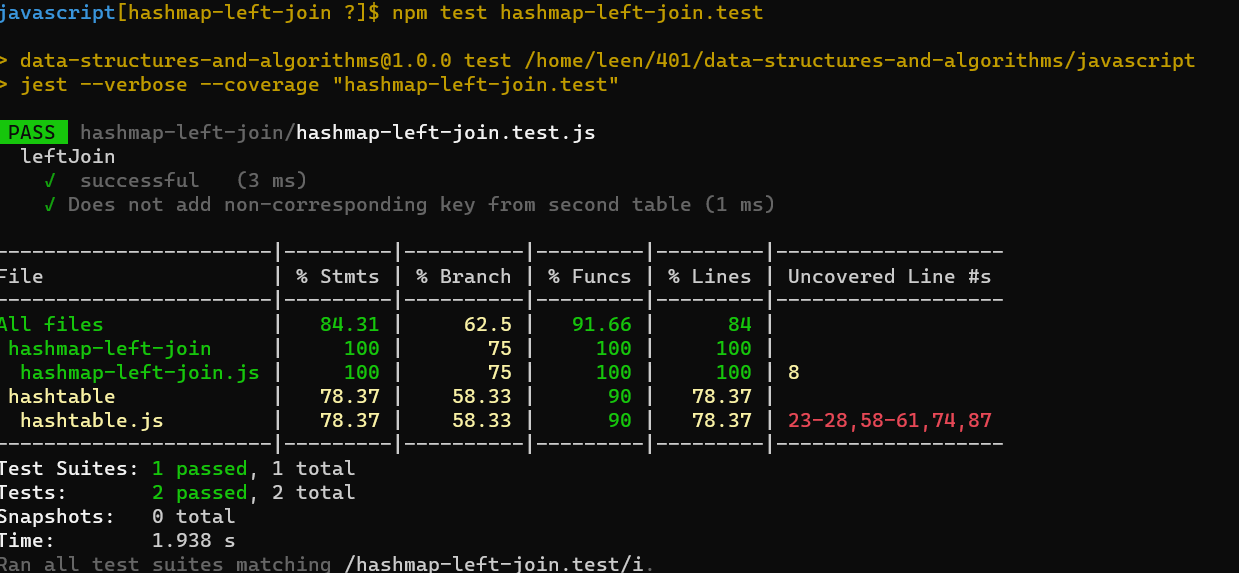 javascript[hashmap-left-join ?]$ npm test hashmap-left-join.test
> data-structures-and-algorithms@1.0.0 test /home/leen/401/data-structures-and-algorithms/javascript
> jest --verbose --coverage "hashmap-left-join.test"
PASS hashmap-left-join/hashmap-left-join.test.js
leftJoin
√ successful (3 ms)
√ Does not add non-corresponding key from second table (1 ms)
-----------------------|---------|----------|---------|---------|-------------------
File | % Stmts | % Branch | % Funcs | % Lines | Uncovered Line #s
-----------------------|---------|----------|---------|---------|-------------------
All files | 84.31 | 62.5 | 91.66 | 84 |
hashmap-left-join | 100 | 75 | 100 | 100 |
hashmap-left-join.js | 100 | 75 | 100 | 100 | 8
hashtable | 78.37 | 58.33 | 90 | 78.37 |
hashtable.js | 78.37 | 58.33 | 90 | 78.37 | 23-28,58-61,74,87
-----------------------|---------|----------|---------|---------|-------------------
Test Suites: 1 passed, 1 total
Tests: 2 passed, 2 total
Snapshots: 0 total
Time: 1.938 s
Ran all test suites matching /hashmap-left-join.test/i.